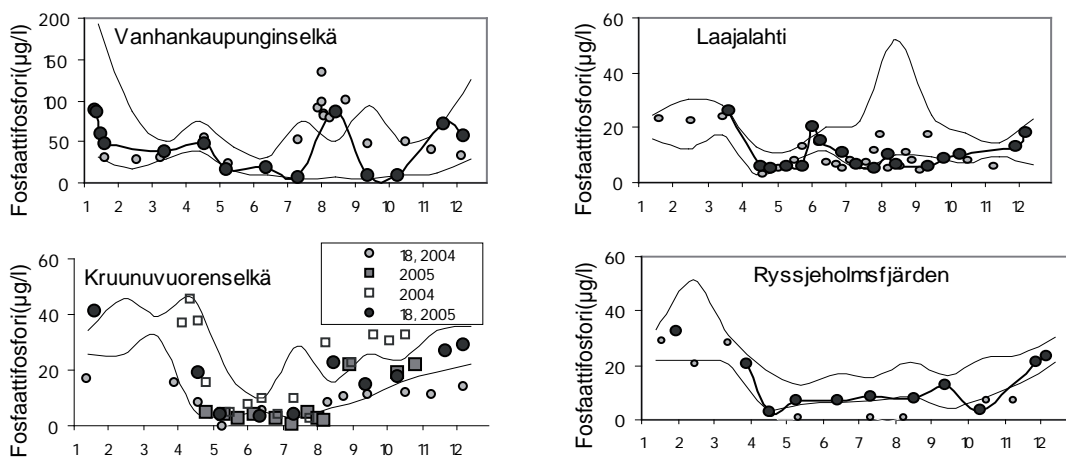 Fosfaattifosfori(µg/l)
Vanhankaupunginselkä
200
150
100
50
0
1 2 3 4 5 6 7 8 9 10 11 12
Fosfaattifosfori(µg/l)
Laajalahti
60
40
20
0
1 2 3 4 5 6 7 8 9 10 11 12
Fosfaattifosfori(µg/l)
Kruunuvuorenselkä
60
40
20
0
18, 2004
2005
2004
18, 2005
1 2 3 4 5 6 7 8 9 10 11 12
Fosfaattifosfori(µg/l)
Ryssjeholmsfjärden
60
40
20
0
1 2 3 4 5 6 7 8 9 10 11 12